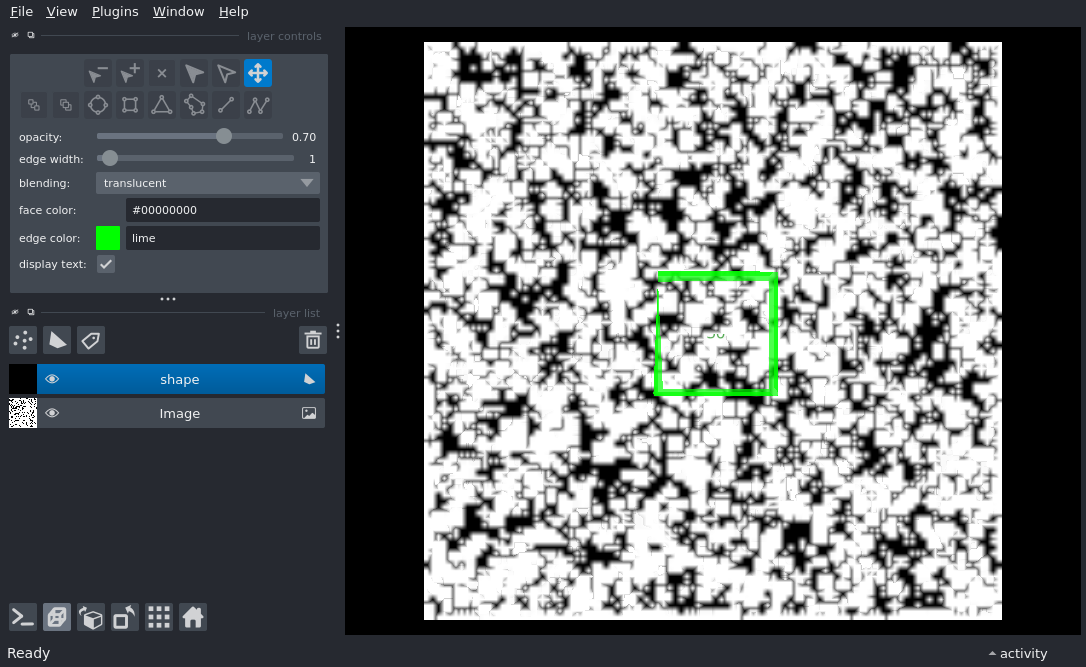 File View Plugins Window Help
layer controls
opacity: 0.70
edge width: 1
blending: translucent
face color: #00000000
edge color: lime
display text:
layer list
shape
Image
Ready
activity